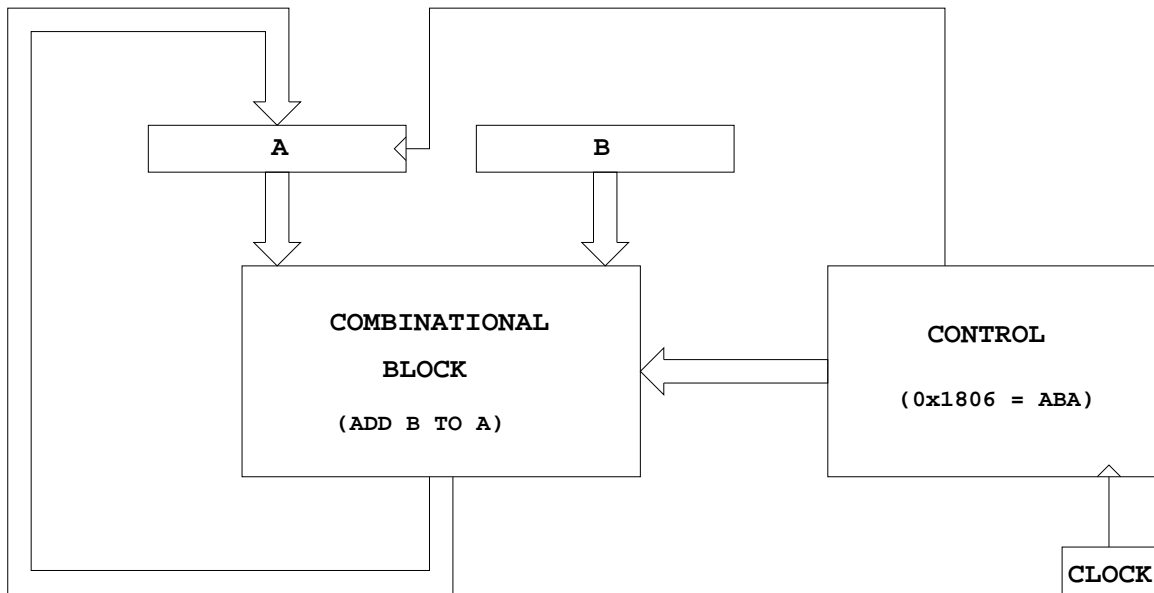 A
B
COMBINATIONAL
BLOCK
(ADD B TO A)
CONTROL
(0x1806 = ABA)
CLOCK